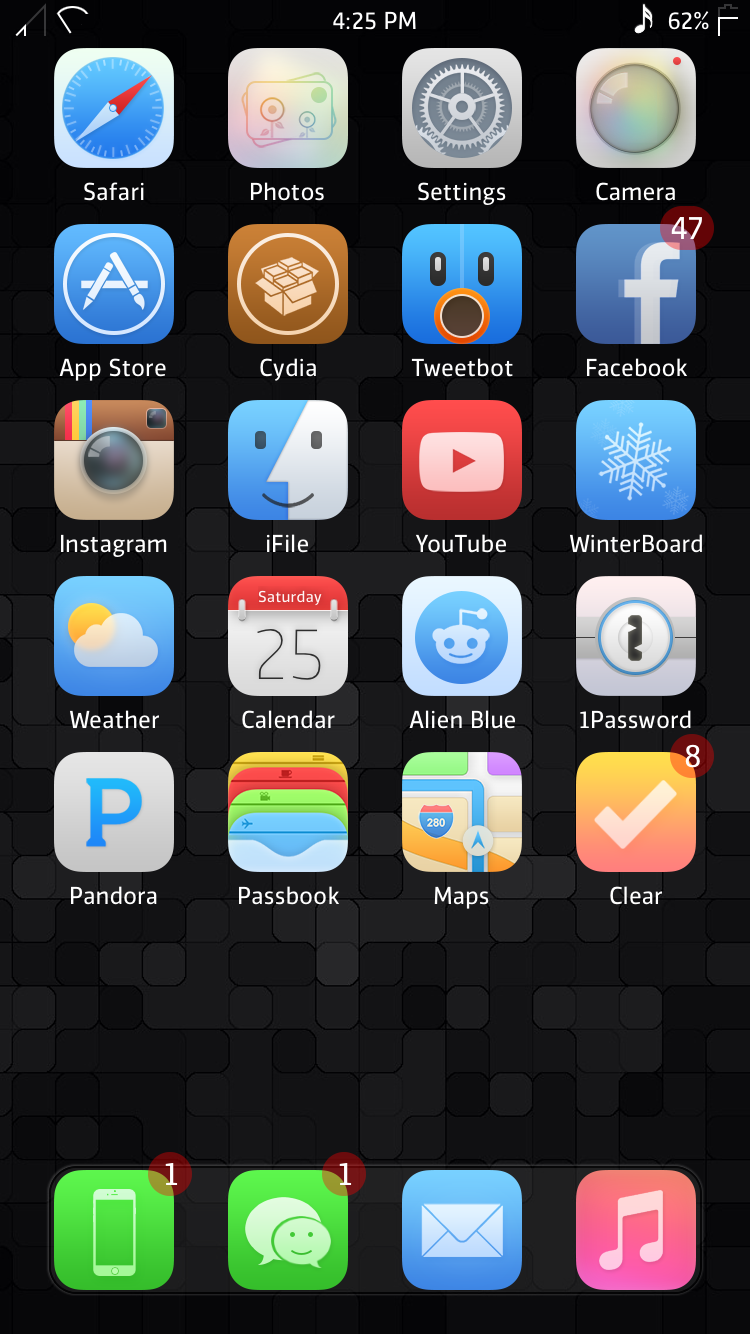 4:25 PM 62%
Safari Photos Settings Camera
47
App Store Cydia Tweetbot Facebook
Instagram iFile YouTube WinterBoard
Saturday
25
Weather Calendar Alien Blue 1Password
8
P 280
Pandora Passbook Maps Clear
1 1